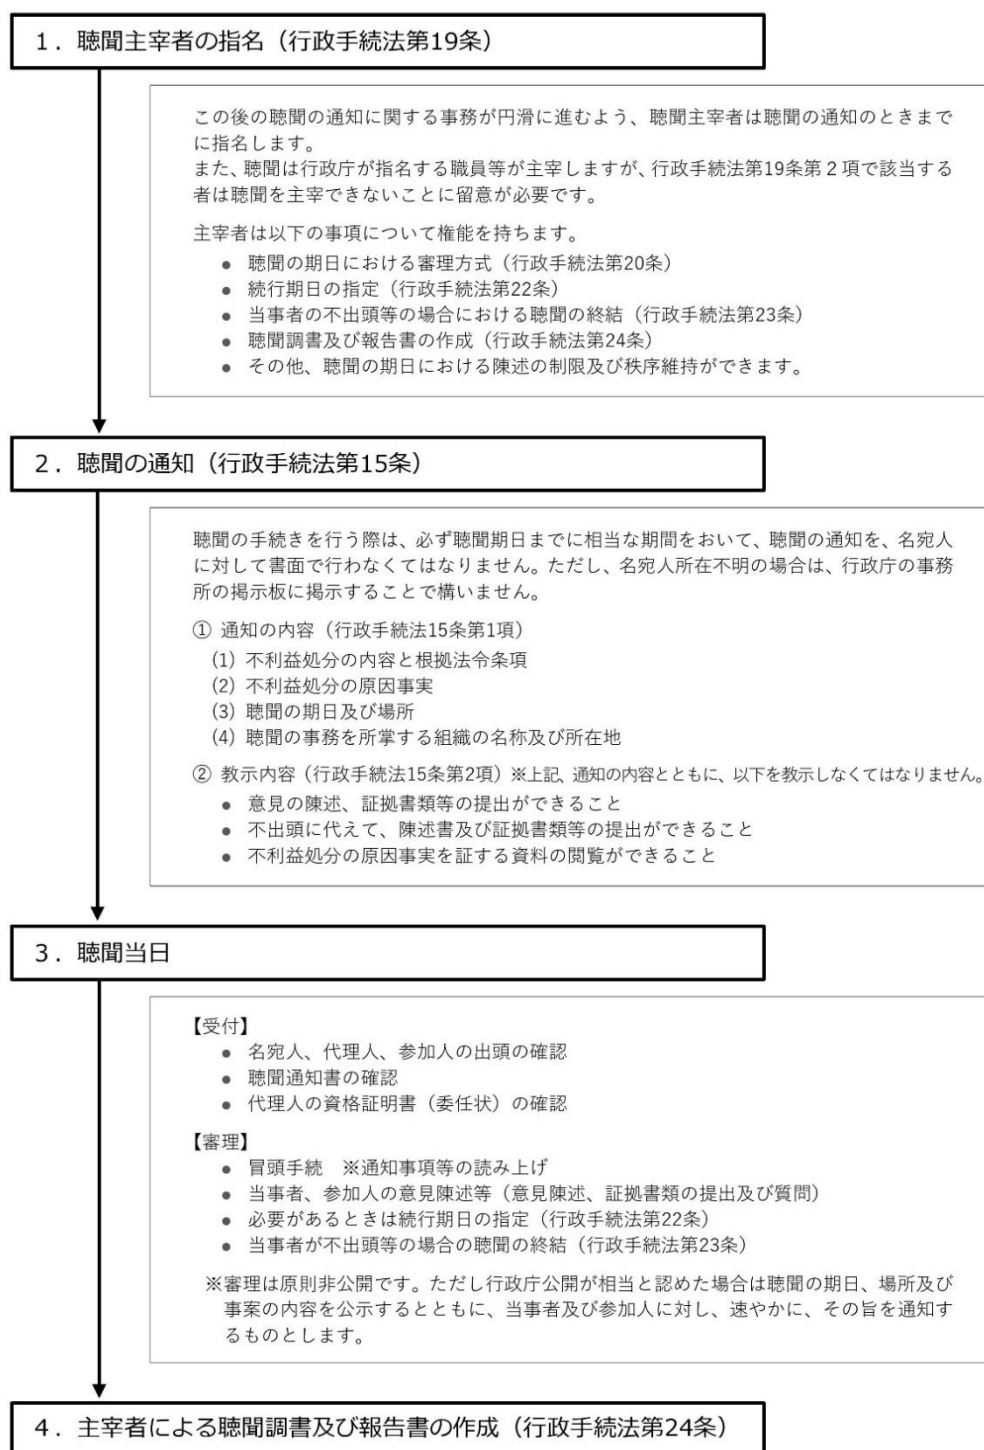 1．聴聞主宰者の指名（行政手続法第19条）
この後の聴聞の通知に関する事務が円滑に進むよう、聴聞主宰者は聴聞の通知のときまで
に指名します。
また、聴聞は行政庁が指名する職員等が主宰しますが、行政手続法第19条第２項で該当する
者は聴聞を主宰できないことに留意が必要です。
主宰者は以下の事項について権能を持ちます。
● 聴聞の期日における審理方式（行政手続法第20条）
● 続行期日の指定（行政手続法第22条）
● 当事者の不出頭等の場合における聴聞の終結（行政手続法第23条）
● 聴聞調書及び報告書の作成（行政手続法第24条）
● その他、聴聞の期日における陳述の制限及び秩序維持ができます。
2．聴聞の通知（行政手続法第15条）
聴聞の手続きを行う際は、必ず聴聞期日までに相当な期間をおいて、聴聞の通知を、名宛人
に対して書面で行わなくてはなりません。ただし、名宛人所在不明の場合は、行政庁の事務
所の掲示板に掲示することで構いません。
① 通知の内容（行政手続法15条第1項）
(1) 不利益処分の内容と根拠法令条項
(2) 不利益処分の原因事実
(3) 聴聞の期日及び場所
(4) 聴聞の事務を所掌する組織の名称及び所在地
② 教示内容（行政手続法15条第2項）※上記、通知の内容とともに、以下を教示しなくてはなりません。
● 意見の陳述、証拠書類等の提出ができること
● 不出頭に代えて、陳述書及び証拠書類等の提出ができること
● 不利益処分の原因事実を証する資料の閲覧ができること
3．聴聞当日
【受付】
● 名宛人、代理人、参加人の出頭の確認
● 聴聞通知書の確認
● 代理人の資格証明書（委任状）の確認
【審理】
● 冒頭手続　※通知事項等の読み上げ
● 当事者、参加人の意見陳述等（意見陳述、証拠書類の提出及び質問）
● 必要があるときは続行期日の指定（行政手続法第22条）
● 当事者が不出頭等の場合の聴聞の終結（行政手続法第23条）
※審理は原則非公開です。ただし行政庁公開が相当と認めた場合は聴聞の期日、場所及び
事案の内容を公示するとともに、当事者及び参加人に対し、速やかに、その旨を通知す
るものとします。
4．主宰者による聴聞調書及び報告書の作成（行政手続法第24条）